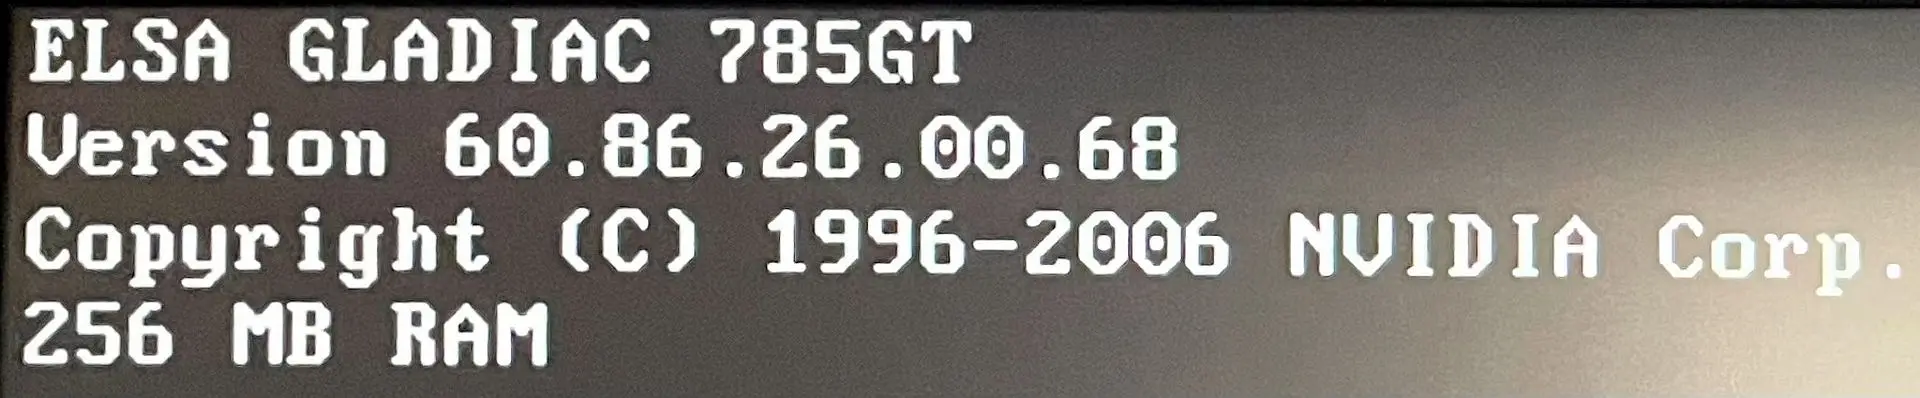 ELSA GLADIAC 785GT
Version 60.86.26.00.68
Copyright (C) 1996-2006 NVIDIA Corp.
256 MB RAM